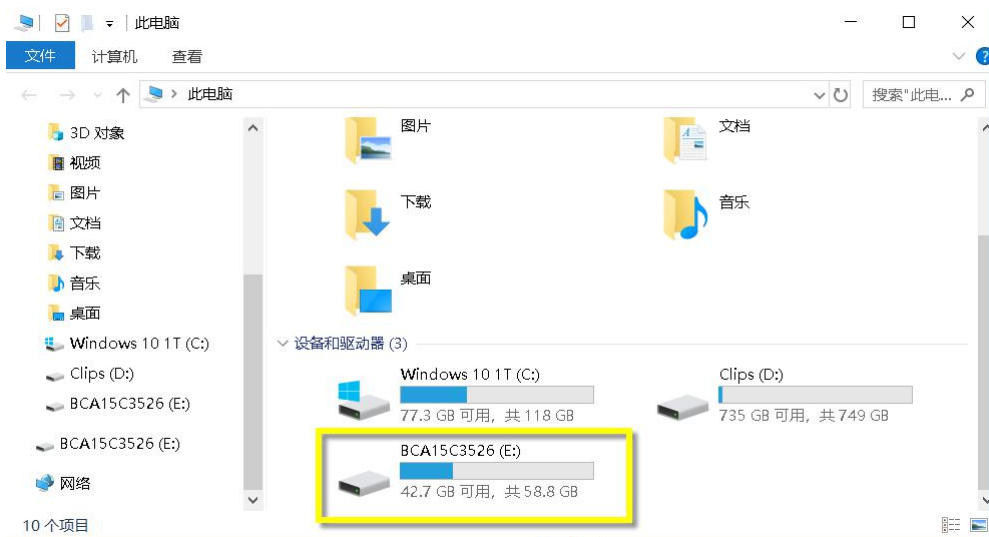 此电脑
文件 计算机 查看 ?
此电脑 搜索"此电...
3D 对象
视频
图片
文档
下载
音乐
桌面
Windows 10 1T (C:)
Clips (D:)
BCA15C3526 (E:)
BCA15C3526 (E:)
网络
图片
文档
下载
音乐
桌面
设备和驱动器 (3)
Windows 10 1T (C:)
77.3 GB 可用, 共 118 GB
Clips (D:)
735 GB 可用, 共 749 GB
BCA15C3526 (E:)
42.7 GB 可用, 共 58.8 GB
10 个项目